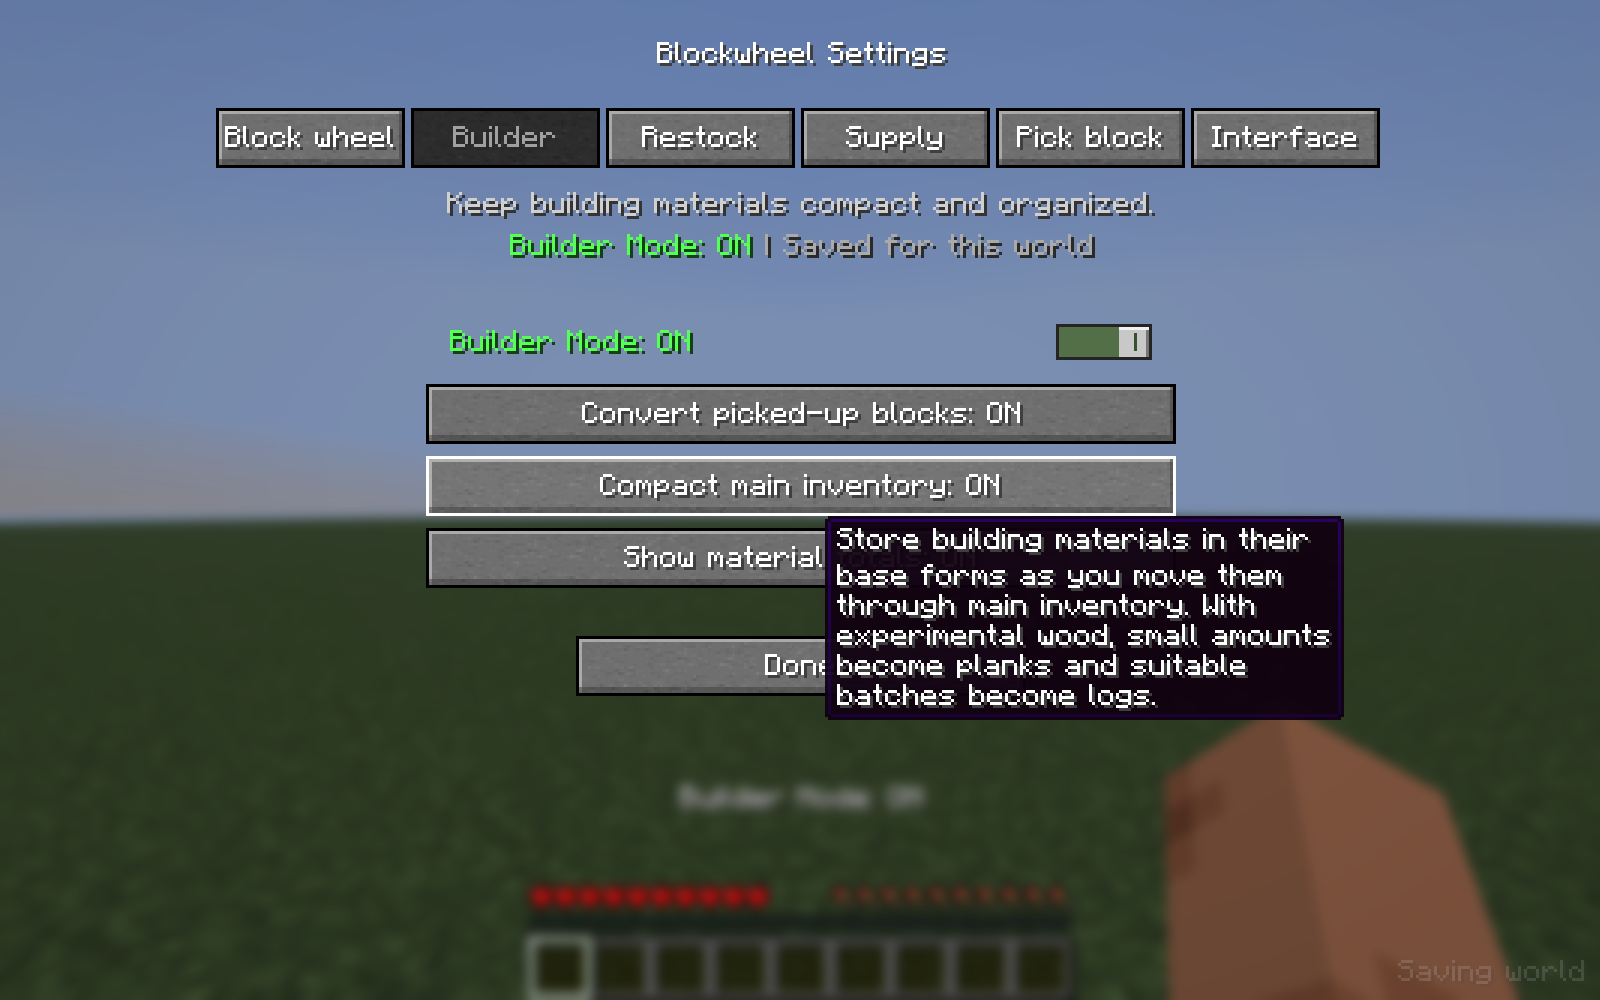 Blockwheel Settings
Block wheel Builder Restock Supply Pick block Interface
Keep building materials compact and organized.
Builder Mode: ON | Saved for this world
Builder Mode: ON
Convert picked-up blocks: ON
Compact main inventory: ON
Show material
Store building materials in their
base forms as you move them
through main inventory. With
experimental wood, small amounts
become planks and suitable
batches become logs.
Done
Builder Mode: ON
Saving world